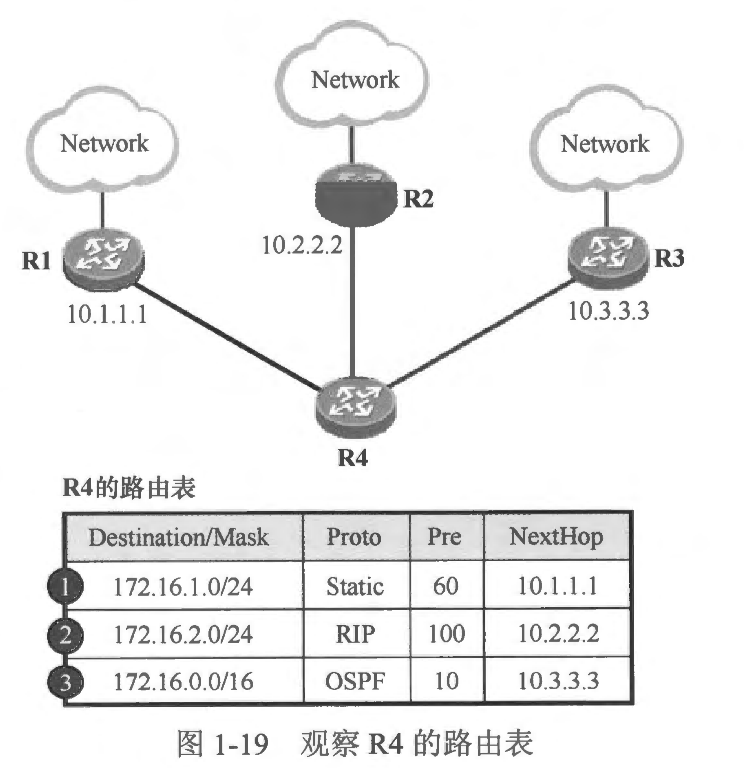 Network
Network
Network
R2
10.2.2.2
R1
R3
10.1.1.1
10.3.3.3
R4
R4的路由表
Destination/Mask Proto Pre NextHop
1 172.16.1.0/24 Static 60 10.1.1.1
2 172.16.2.0/24 RIP 100 10.2.2.2
3 172.16.0.0/16 OSPF 10 10.3.3.3
图 1-19 观察 R4 的路由表